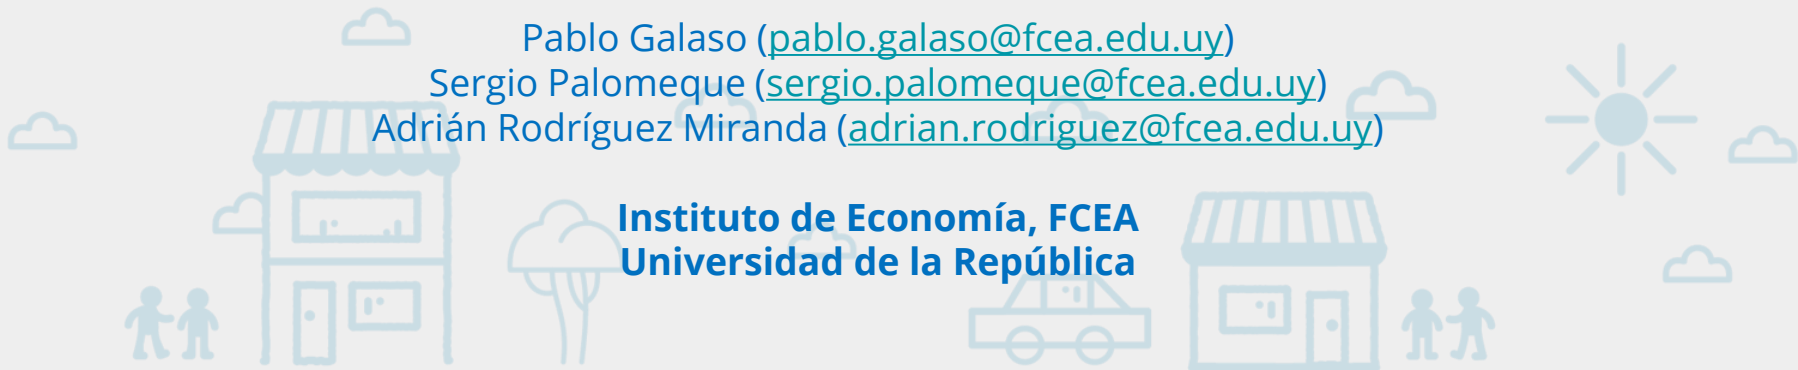 Pablo Galaso (pablo.galaso@fcea.edu.uy)
Sergio Palomeque (sergio.palomeque@fcea.edu.uy)
Adrián Rodríguez Miranda (adrian.rodriguez@fcea.edu.uy)
Instituto de Economía, FCEA
Universidad de la República